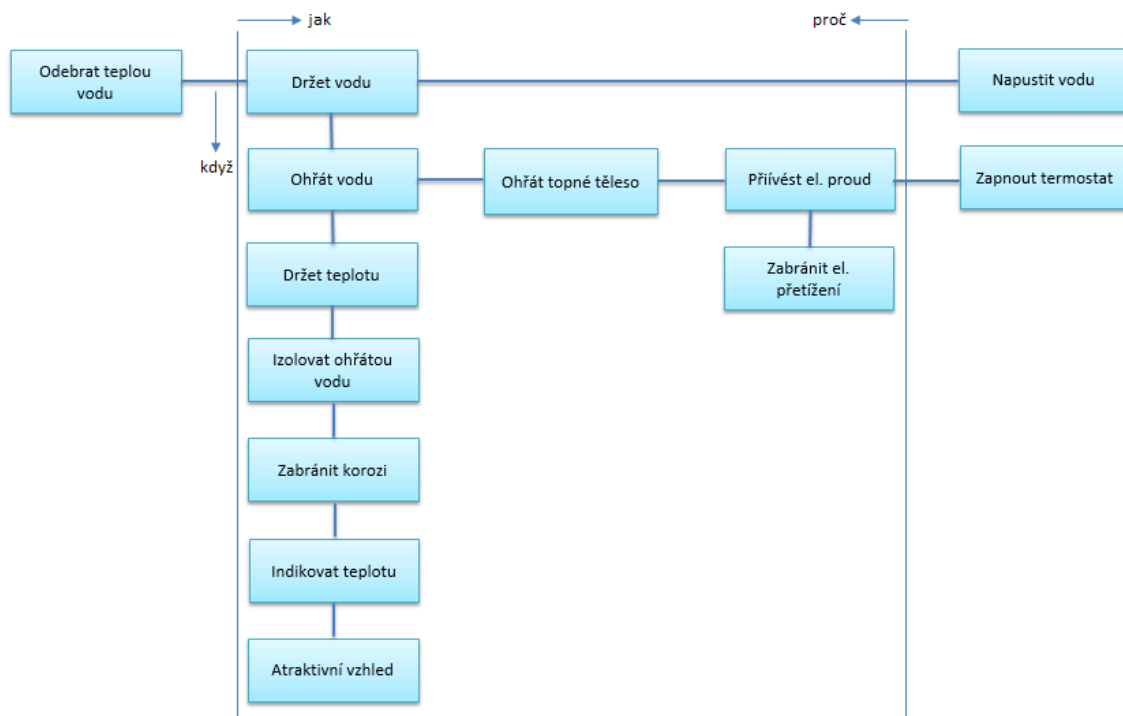 jak
proč
Odebrat teplou
vodu
Držet vodu
Napustit vodu
když
Ohřát vodu
Ohřát topné těleso
Přiívést el. proud
Zapnout termostat
Držet teplotu
Zabránit el.
přetížení
Izolovat ohřátou
vodu
Zabránit korozi
Indikovat teplotu
Atraktivní vzhled